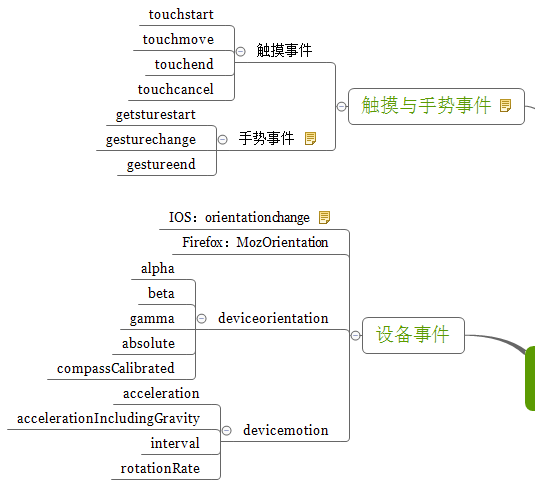 touchstart
touchmove
touchend
touchcancel
触摸事件
getsturestart
gesturechange
gestureend
手势事件
触摸与手势事件
IOS：orientationchange
Firefox：MozOrientation
alpha
beta
gamma
absolute
compassCalibrated
deviceorientation
acceleration
accelerationIncludingGravity
interval
rotationRate
devicemotion
设备事件